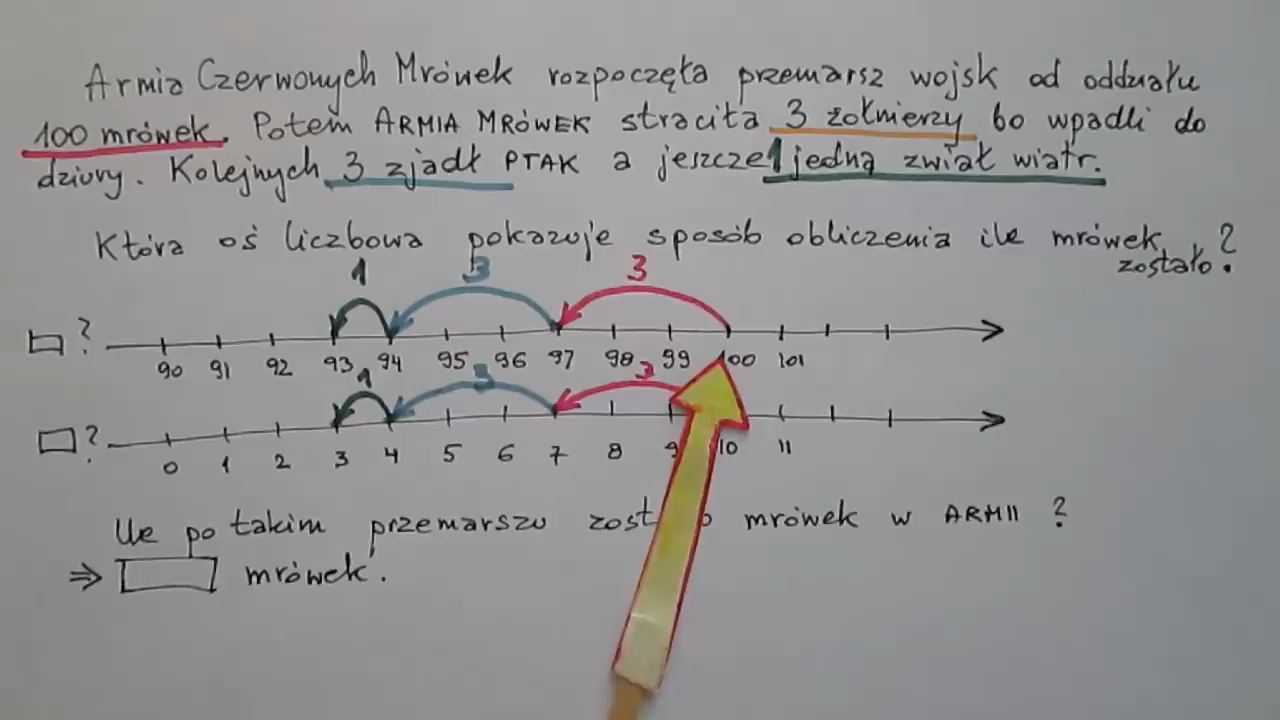 Armia Czerwonych Mrówek rozpoczęła przemarsz wojsk od oddziału
100 mrówek. Potem ARMIA MRÓWEK straciła 3 żołnierzy bo wpadli do
dziury. Kolejnych 3 zjadł PTAK a jeszcze 1 jedną zwiał wiatr.
Która oś liczbowa pokazuje sposób obliczenia ile mrówek zostało?
1 3 3
?
90 91 92 93 94 95 96 97 98 99 100 101
1 3 3
?
0 1 2 3 4 5 6 7 8 9 10 11
Ile po takim przemarszu mrówek w ARMII ?
⇒ mrówek.